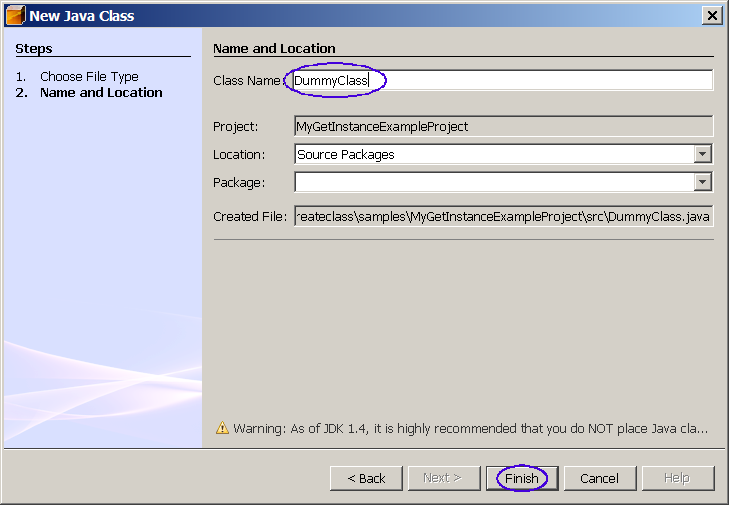 New Java Class
Steps
1. Choose File Type
2. Name and Location
Name and Location
Class Name: DummyClass
Project: MyGetInstanceExampleProject
Location: Source Packages
Package:
Created File: reateclass\samples\MyGetInstanceExampleProject\src\DummyClass.java
Warning: As of JDK 1.4, it is highly recommended that you do NOT place Java cla...
< Back Next > Finish Cancel Help